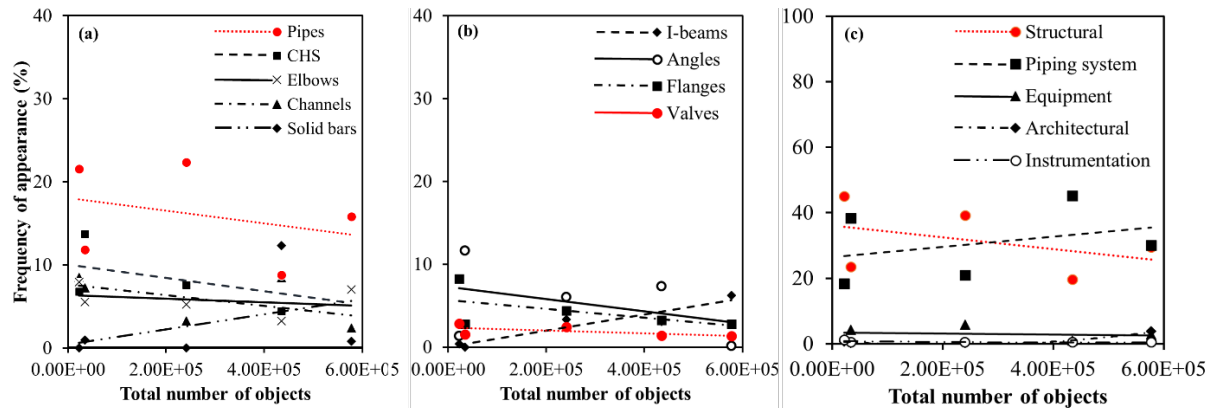 (a)
Pipes
CHS
Elbows
Channels
Solid bars
40
30
20
10
0
Frequency of appearance (%)
0.00E+00 2.00E+05 4.00E+05 6.00E+05
Total number of objects
(b)
I-beams
Angles
Flanges
Valves
40
30
20
10
0
0.00E+00 2.00E+05 4.00E+05 6.00E+05
Total number of objects
(c)
Structural
Piping system
Equipment
Architectural
Instrumentation
100
80
60
40
20
0
0.00E+00 2.00E+05 4.00E+05 6.00E+05
Total number of objects